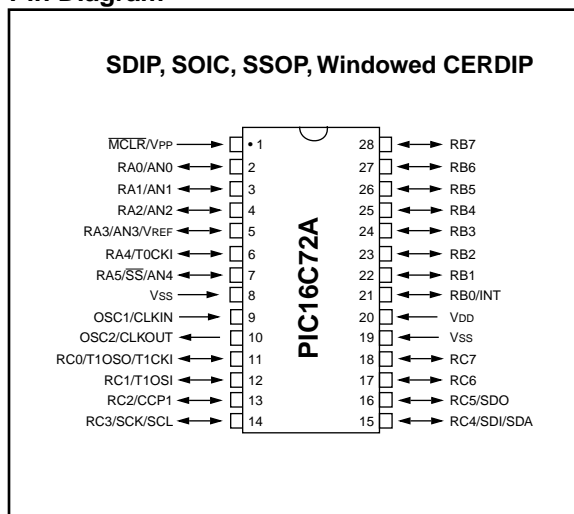 SDIP, SOIC, SSOP, Windowed CERDIP
MCLR/VPP • 1 28 RB7
RA0/AN0 2 27 RB6
RA1/AN1 3 26 RB5
RA2/AN2 4 25 RB4
RA3/AN3/VREF 5 24 RB3
RA4/T0CKI 6 23 RB2
RA5/SS/AN4 7 22 RB1
VSS 8 21 RB0/INT
OSC1/CLKIN 9 20 VDD
OSC2/CLKOUT 10 19 VSS
RC0/T1OSO/T1CKI 11 18 RC7
RC1/T1OSI 12 17 RC6
RC2/CCP1 13 16 RC5/SDO
RC3/SCK/SCL 14 15 RC4/SDI/SDA
PIC16C72A